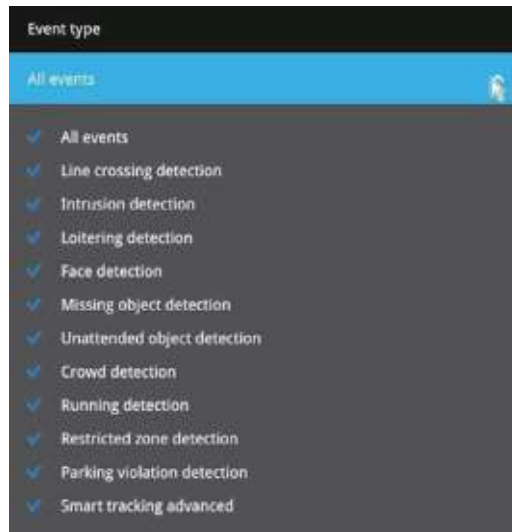 Event type
All events
All events
Line crossing detection
Intrusion detection
Loitering detection
Face detection
Missing object detection
Unattended object detection
Crowd detection
Running detection
Restricted zone detection
Parking violation detection
Smart tracking advanced